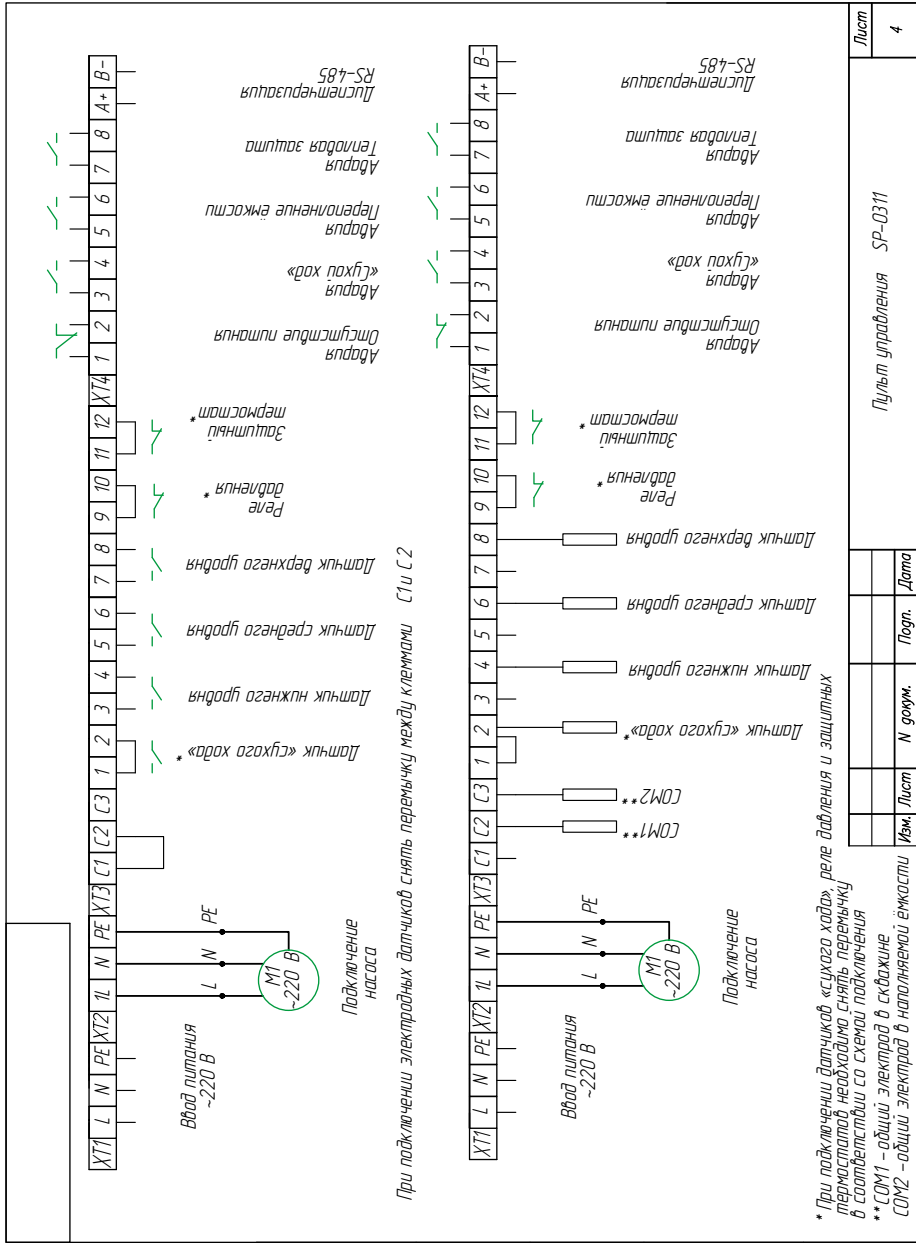 XT1 L N PE XT2 1L N PE XT3 C1 C2 C3 1 2 3 4 5 6 7 8 9 10 11 12 XT4 1 2 3 4 5 6 7 8 A+ B-
Ввод питания
~220 В
L N PE
М1
~220 В
Подключение
насоса
Датчик «сухого хода» *
Датчик нижнего уровня
Датчик среднего уровня
Датчик верхнего уровня
Реле
давления *
Защитный
термостат *
Авария
Отсутствие питания
Авария
«Сухой ход»
Авария
Переполнение ёмкости
Авария
Тепловая защита
Диспетчеризация
RS-485
При подключении электродных датчиков снять перемычку между клеммами С1 и С2
XT1 L N PE XT2 1L N PE XT3 C1 C2 C3 1 2 3 4 5 6 7 8 9 10 11 12 XT4 1 2 3 4 5 6 7 8 A+ B-
Ввод питания
~220 В
L N PE
М1
~220 В
Подключение
насоса
COM1**
COM2**
Датчик «сухого хода» *
Датчик нижнего уровня
Датчик среднего уровня
Датчик верхнего уровня
Реле
давления *
Защитный
термостат *
Авария
Отсутствие питания
Авария
«Сухой ход»
Авария
Переполнение ёмкости
Авария
Тепловая защита
Диспетчеризация
RS-485
* При подключении датчиков «сухого хода», реле давления и защитных
термостатов необходимо снять перемычку
в соответствии со схемой подключения
**COM1 – общий электрод в скважине
COM2 – общий электрод в наполняемой ёмкости
Изм. Лист N докум. Подп. Дата
Пульт управления SP-0311
Лист
4